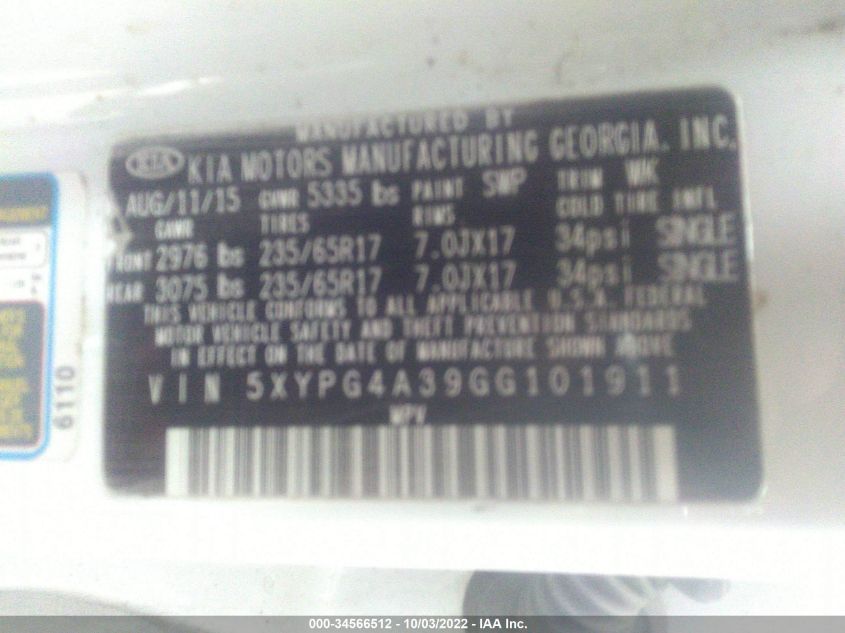 MANUFACTURED BY
KIA KIA MOTORS MANUFACTURING GEORGIA, INC.
AUG/11/15 GVWR 5335 lbs PAINT SWP TRIM WK
GAWR TIRES RIMS COLD TIRE INFL
FRONT 2976 lbs 235/65R17 7.0JX17 34psi SINGLE
REAR 3075 lbs 235/65R17 7.0JX17 34psi SINGLE
THIS VEHICLE CONFORMS TO ALL APPLICABLE U.S.A. FEDERAL
MOTOR VEHICLE SAFETY AND THEFT PREVENTION STANDARDS
IN EFFECT ON THE DATE OF MANUFACTURE SHOWN ABOVE
VIN 5XYPG4A39GG101911
MPV
6110
000-34566512 - 10/03/2022 - IAA Inc.